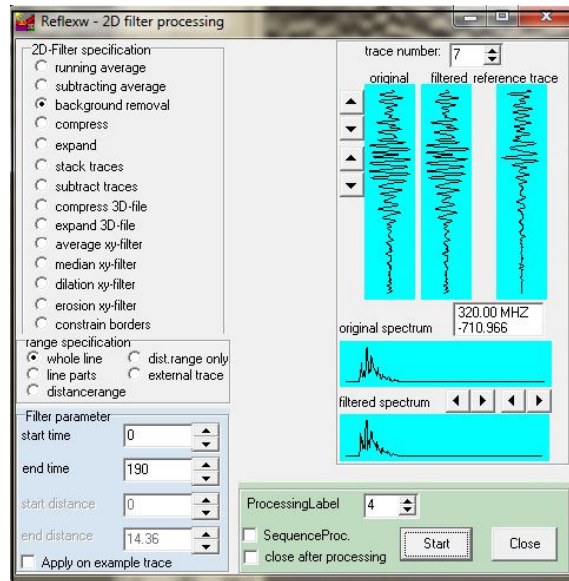 Reflexw - 2D filter processing
2D-Filter specification
running average
subtracting average
background removal
compress
expand
stack traces
subtract traces
compress 3D-file
expand 3D-file
average xy-filter
median xy-filter
dilation xy-filter
erosion xy-filter
constrain borders
range specification
whole line
dist.range only
line parts
external trace
distancerange
Filter parameter
start time
0
end time
190
start distance
0
end distance
14.36
Apply on example trace
trace number:
7
original filtered reference trace
320.00 MHZ
-710.966
original spectrum
filtered spectrum
ProcessingLabel
4
SequenceProc.
close after processing
Start
Close